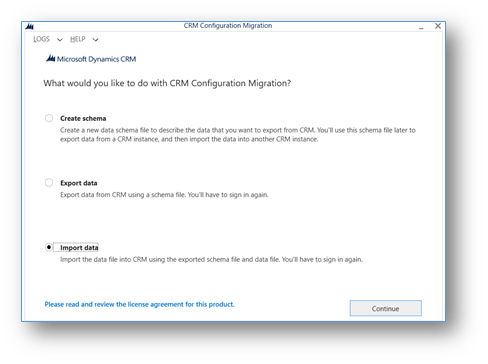 CRM Configuration Migration
LOGS HELP
Microsoft Dynamics CRM
What would you like to do with CRM Configuration Migration?
Create schema
Create a new data schema file to describe the data that you want to export from CRM. You'll use this schema file later to
export data from a CRM instance, and then import the data into another CRM instance.
Export data
Export data from CRM using a schema file. You'll have to sign in again.
Import data
Import the data file into CRM using the exported schema file and data file. You'll have to sign in again.
Please read and review the license agreement for this product.
Continue